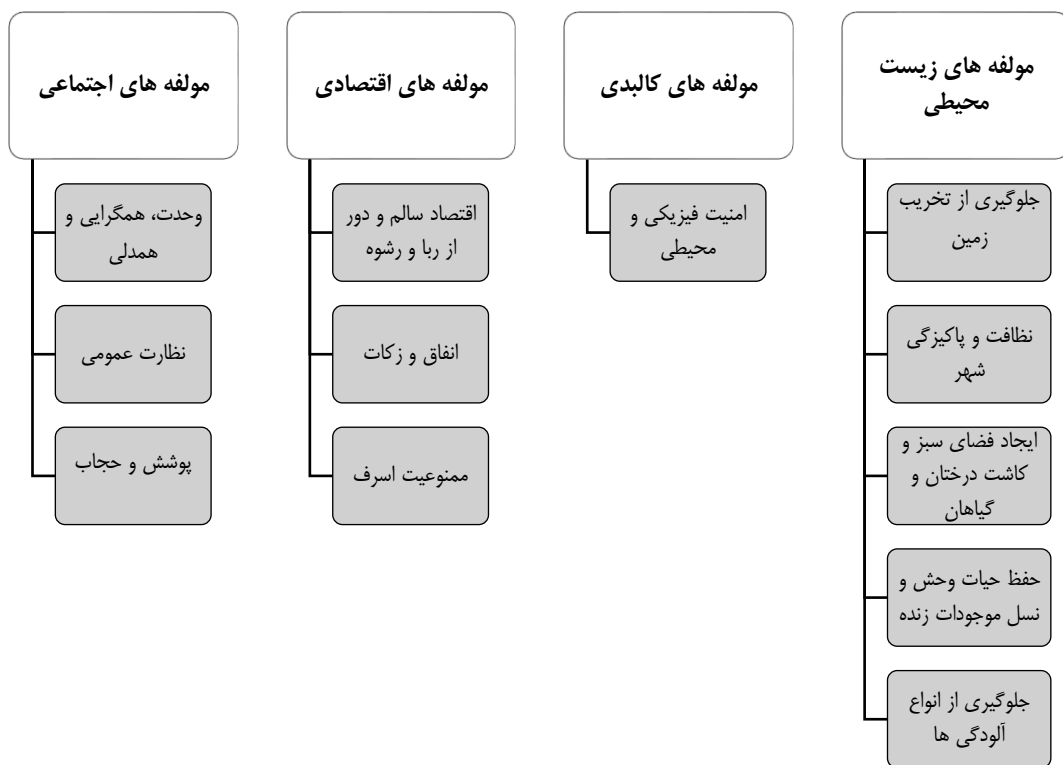 مولفه های زیست
محیطی
جلوگیری از تخریب
زمین
نظافت و پاکیزگی
شهر
ایجاد فضای سبز و
کاشت درختان و
گیاهان
حفظ حیات وحش و
نسل موجودات زنده
جلوگیری از انواع
آلودگی ها
مولفه های کالبدی
امنیت فیزیکی و
محیطی
مولفه های اقتصادی
اقتصاد سالم و دور
از ربا و رشوه
انفاق و زکات
ممنوعیت اسرف
مولفه های اجتماعی
وحدت، همگرایی و
همدلی
نظارت عمومی
پوشش و حجاب